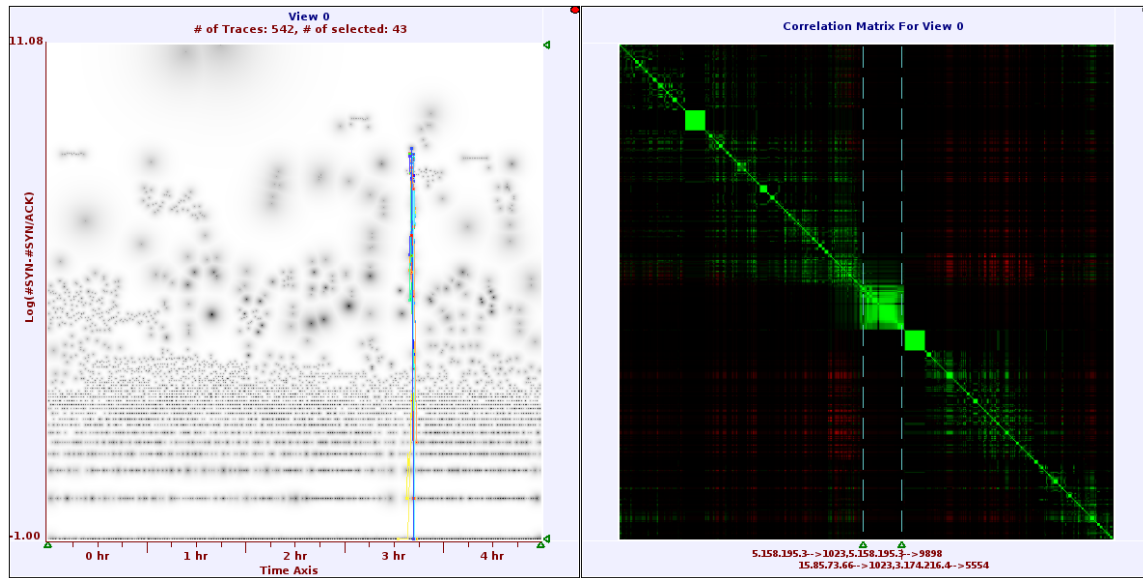 View 0
# of Traces: 542, # of selected: 43
11.08
Log(#SYN-#SYN/ACK)
-1.00
0 hr
1 hr
2 hr
3 hr
4 hr
Time Axis
Correlation Matrix For View 0
5.158.195.3-->1023,5.158.195.3-->9898
15.85.73.66-->1023,3.174.216.4-->5554